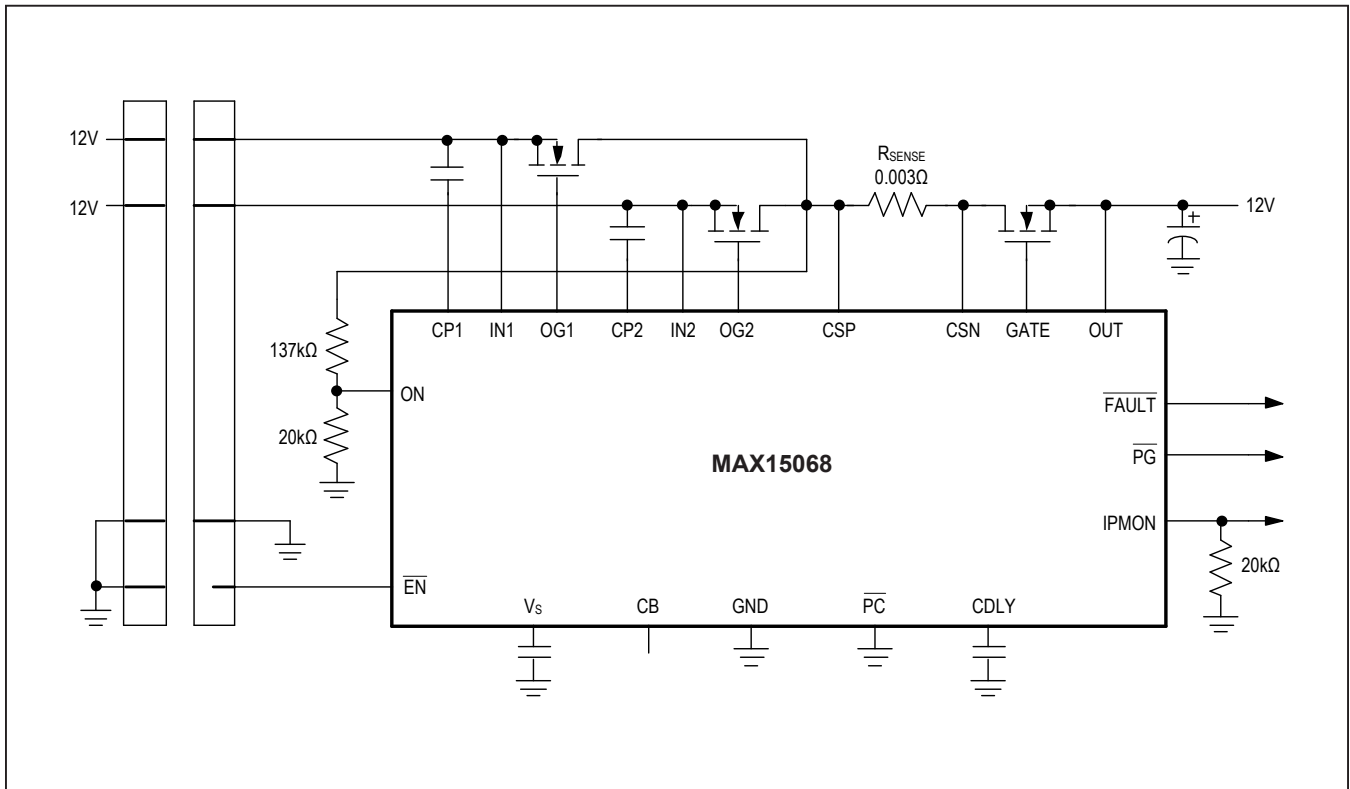 12V
12V
RSENSE
0.003Ω
12V
+
CP1 IN1 OG1 CP2 IN2 OG2 CSP CSN GATE OUT
137kΩ
ON
20kΩ
FAULT
PG
MAX15068
IPMON
20kΩ
EN
VS CB GND PC CDLY